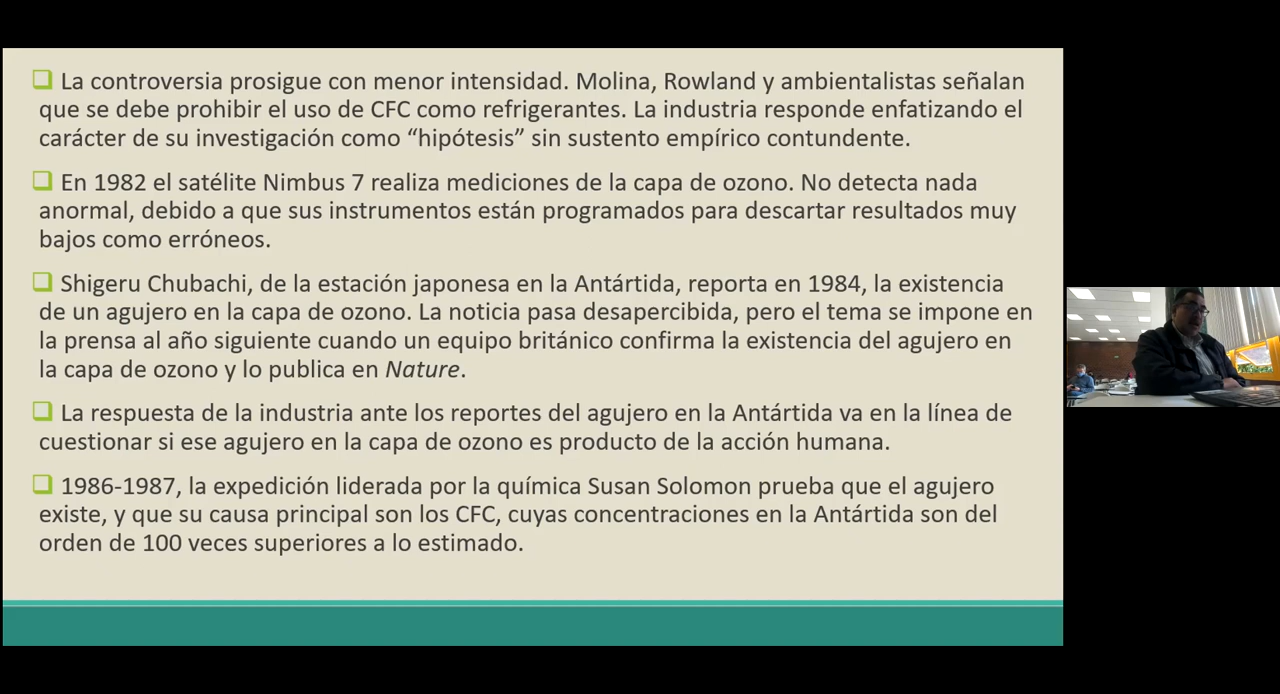 La controversia prosigue con menor intensidad. Molina, Rowland y ambientalistas señalan
que se debe prohibir el uso de CFC como refrigerantes. La industria responde enfatizando el
carácter de su investigación como “hipótesis” sin sustento empírico contundente.
En 1982 el satélite Nimbus 7 realiza mediciones de la capa de ozono. No detecta nada
anormal, debido a que sus instrumentos están programados para descartar resultados muy
bajos como erróneos.
Shigeru Chubachi, de la estación japonesa en la Antártida, reporta en 1984, la existencia
de un agujero en la capa de ozono. La noticia pasa desapercibida, pero el tema se impone en
la prensa al año siguiente cuando un equipo británico confirma la existencia del agujero en
la capa de ozono y lo publica en Nature.
La respuesta de la industria ante los reportes del agujero en la Antártida va en la línea de
cuestionar si ese agujero en la capa de ozono es producto de la acción humana.
1986-1987, la expedición liderada por la química Susan Solomon prueba que el agujero
existe, y que su causa principal son los CFC, cuyas concentraciones en la Antártida son del
orden de 100 veces superiores a lo estimado.